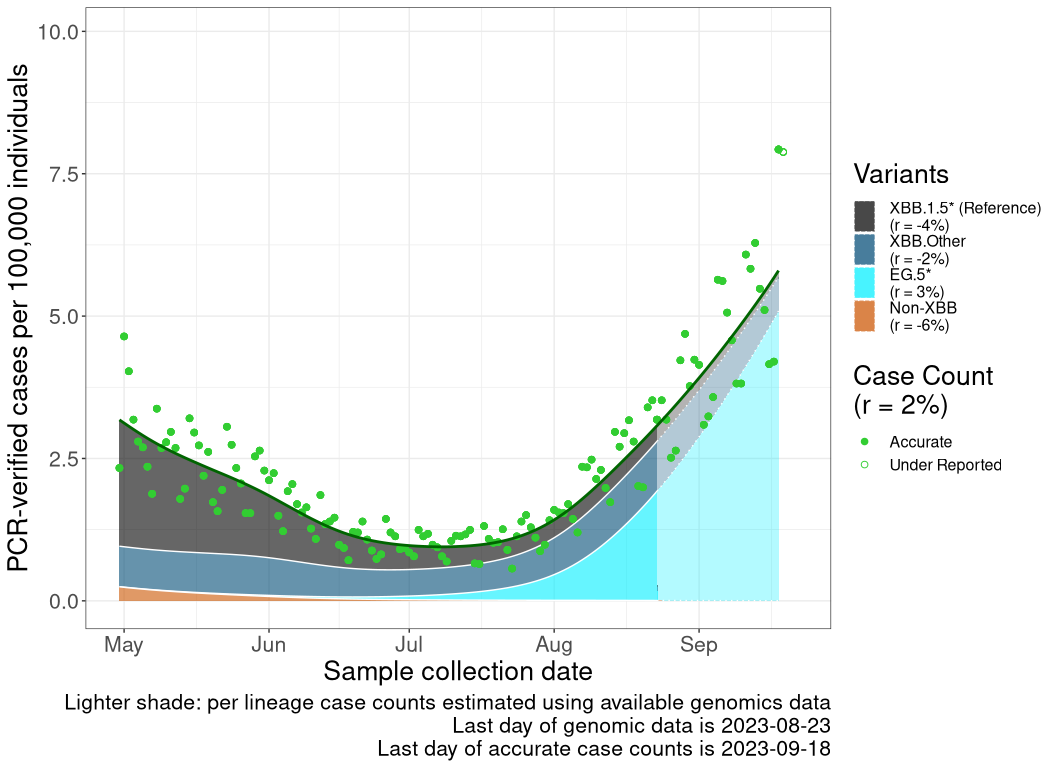 PCR-verified cases per 100,000 individuals
10.0
7.5
5.0
2.5
0.0
May Jun Jul Aug Sep
Sample collection date
Lighter shade: per lineage case counts estimated using available genomics data
Last day of genomic data is 2023-08-23
Last day of accurate case counts is 2023-09-18
Variants
XBB.1.5* (Reference)
(r = -4%)
XBB.Other
(r = -2%)
EG.5*
(r = 3%)
Non-XBB
(r = -6%)
Case Count
(r = 2%)
Accurate
Under Reported